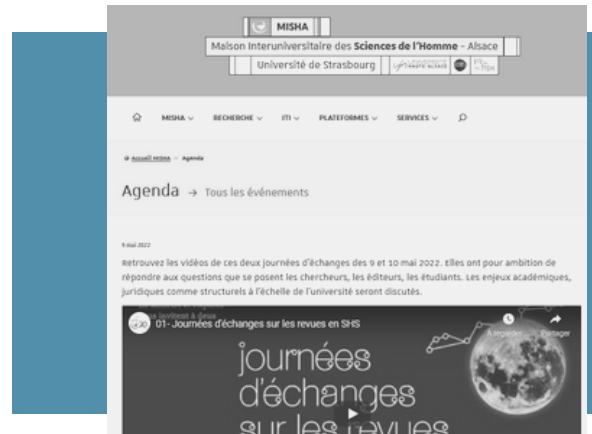 MISHA
Maison Interuniversitaire des Sciences de l'Homme – Alsace
Université de Strasbourg
MISHA RECHERCHE ITI PLATEFORMES SERVICES
Accueil MISHA – Agenda
Agenda → Tous les événements
9 mai 2022
Retrouvez les vidéos de ces deux journées d'échanges des 9 et 10 mai 2022. Elles ont pour ambition de
répondre aux questions que se posent les chercheurs, les éditeurs, les étudiants. Les enjeux académiques,
juridiques comme structurels à l'échelle de l'université seront discutés.
invitent à deux
01- Journées d'échanges sur les revues en SHS
À regarder Partager
journées
d'échanges
sur les revues